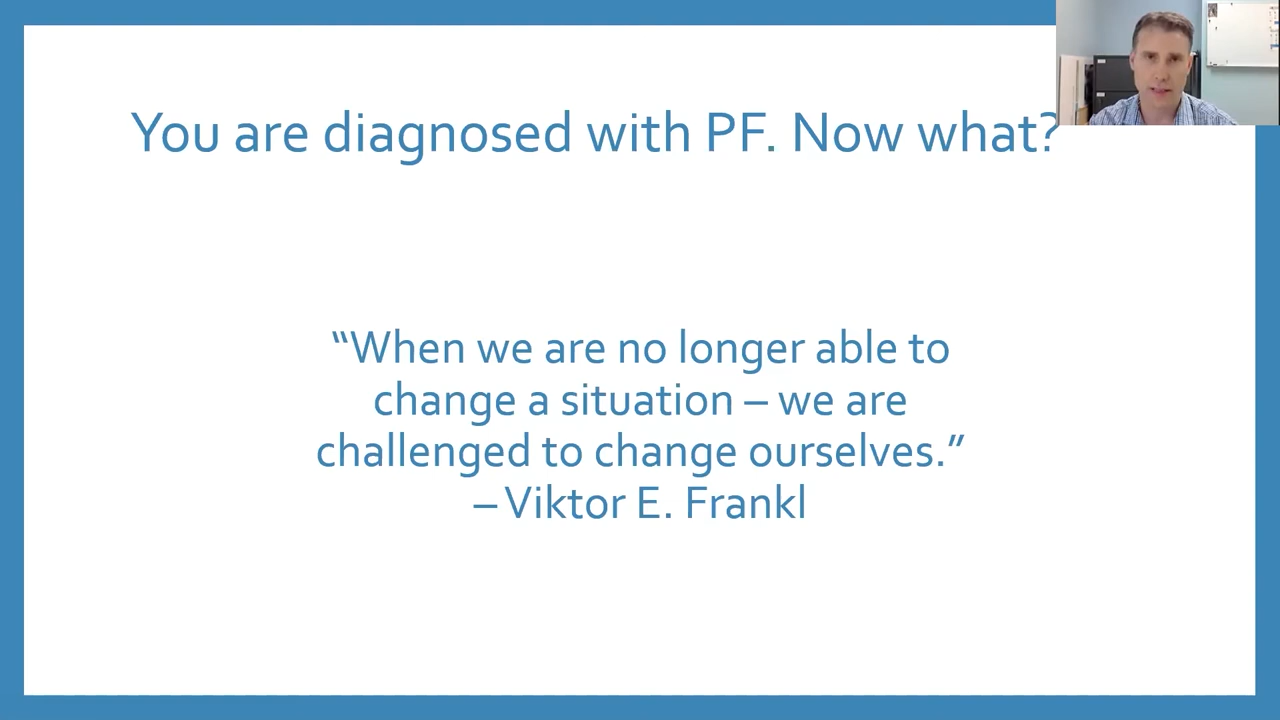 You are diagnosed with PF. Now what?
“When we are no longer able to
change a situation – we are
challenged to change ourselves.”
– Viktor E. Frankl